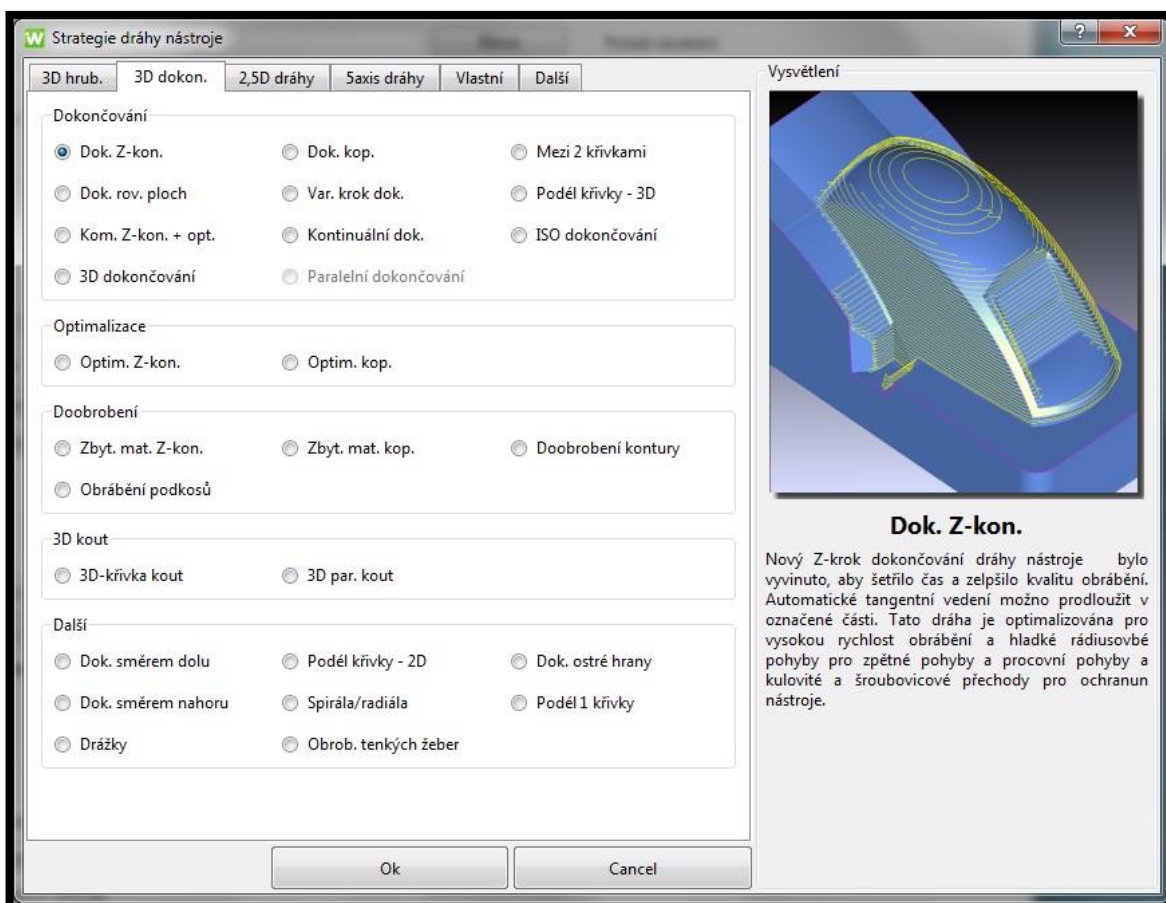 Strategie dráhy nástroje
3D hrub. 3D dokon. 2,5D dráhy 5axis dráhy Vlastní Další
Dokončování
Dok. Z-kon. Dok. kop. Mezi 2 křivkami
Dok. rov. ploch Var. krok dok. Podél křivky - 3D
Kom. Z-kon. + opt. Kontinuální dok. ISO dokončování
3D dokončování Paralelní dokončování
Optimalizace
Optim. Z-kon. Optim. kop.
Doobrobení
Zbyt. mat. Z-kon. Zbyt. mat. kop. Doobrobení kontury
Obrábění podkosů
3D kout
3D-křivka kout 3D par. kout
Další
Dok. směrem dolu Podél křivky - 2D Dok. ostré hrany
Dok. směrem nahoru Spirála/radiála Podél 1 křivky
Drážky Obrob. tenkých žeber
Ok Cancel
Vysvětlení
Dok. Z-kon.
Nový Z-krok dokončování dráhy nástroje bylo
vyvinuto, aby šetřilo čas a zelpšilo kvalitu obrábění.
Automatické tangentní vedení možno prodloužit v
označené části. Tato dráha je optimalizována pro
vysokou rychlost obrábění a hladké rádiusovbé
pohyby pro zpětné pohyby a procovní pohyby a
kulovité a šroubovicové přechody pro ochranun
nástroje.